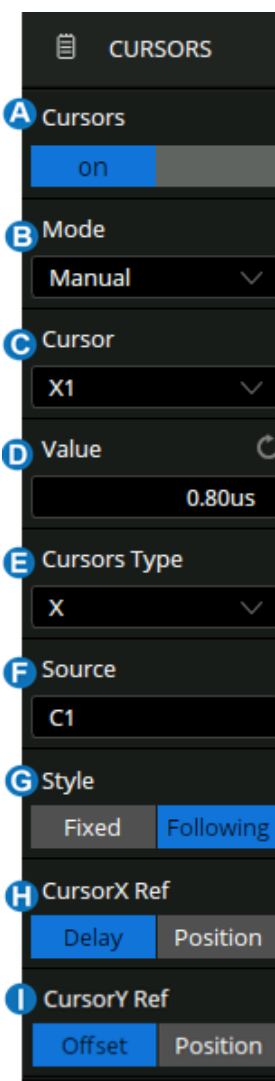 CURSORS
A Cursors
on
B Mode
Manual
C Cursor
X1
D Value
0.80us
E Cursors Type
X
F Source
C1
G Style
Fixed Following
H CursorX Ref
Delay Position
I CursorY Ref
Offset Position